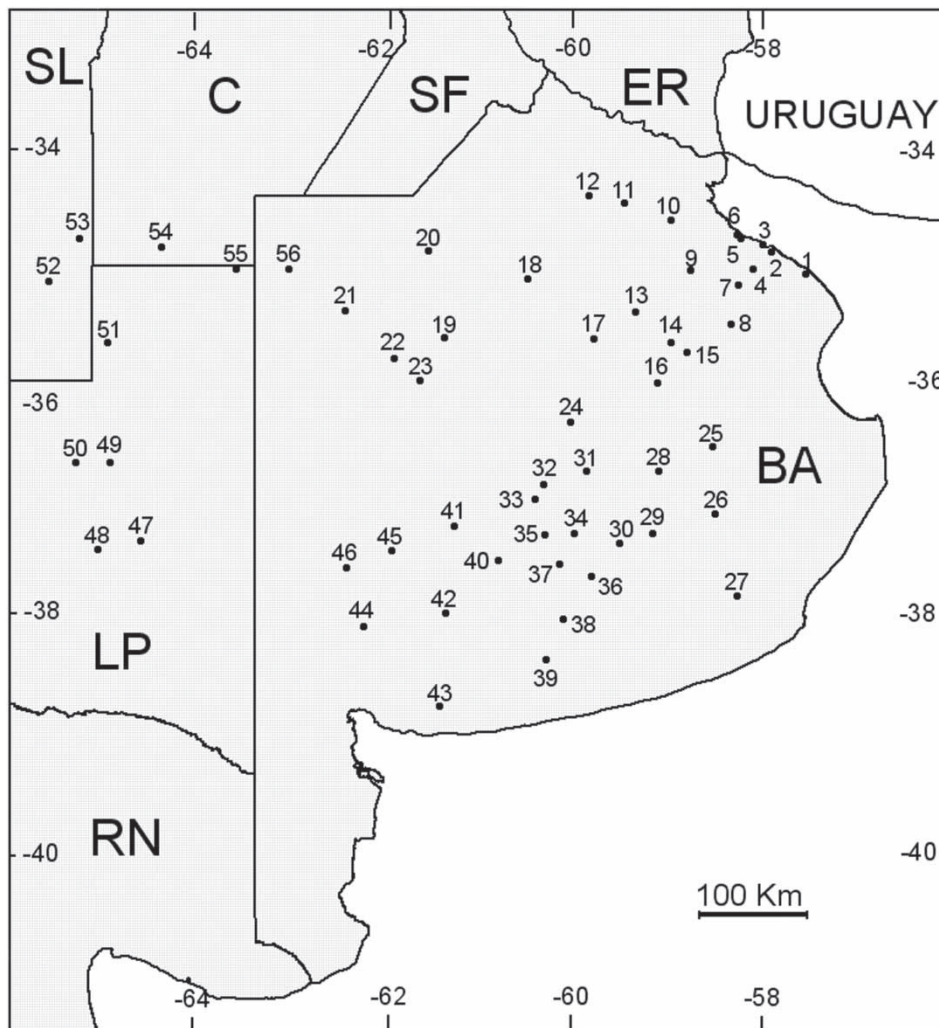 -64 -62 -60 -58
SL C SF ER
URUGUAY
-34 -34
12 11 10
53 54 20 6 3
52 55 56 18 9 5 2 1
7 4
21 13 8
51 22 19 17 14 15
23 16
-36 -36
24 25
50 49 32 31 28 BA
33 26
48 47 41 35 34 30 29
46 45 40 37 36 27
-38 44 42 38 -38
LP 39
43
RN
-40 -40
100 Km
-64 -62 -60 -58